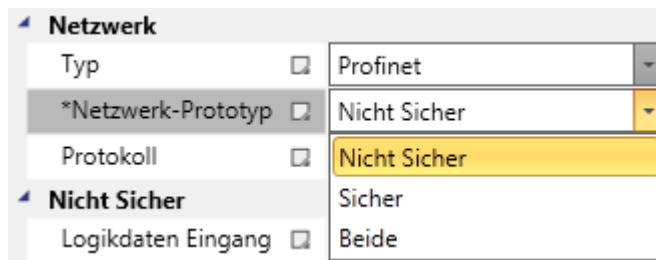 Netzwerk
Typ Profinet
*Netzwerk-Prototyp Nicht Sicher
Protokoll Nicht Sicher
Nicht Sicher Sicher
Logikdaten Eingang Beide